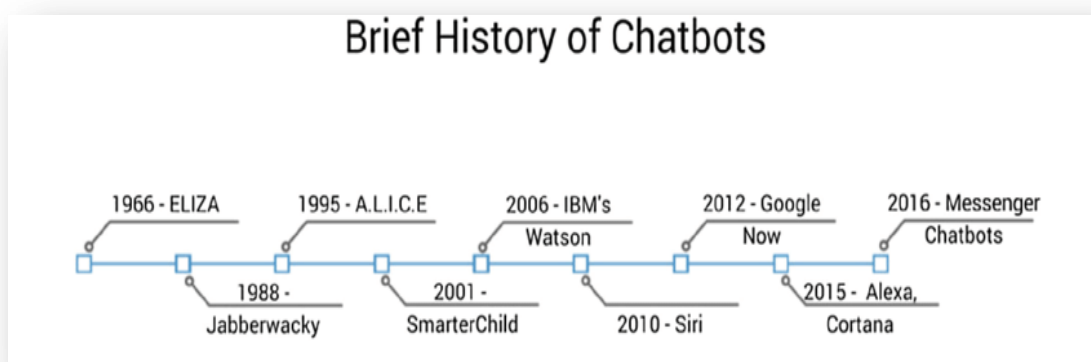 Brief History of Chatbots
1966 - ELIZA
1988 -
Jabberwacky
1995 - A.L.I.C.E
2001 -
SmarterChild
2006 - IBM's
Watson
2010 - Siri
2012 - Google
Now
2015 - Alexa,
Cortana
2016 - Messenger
Chatbots